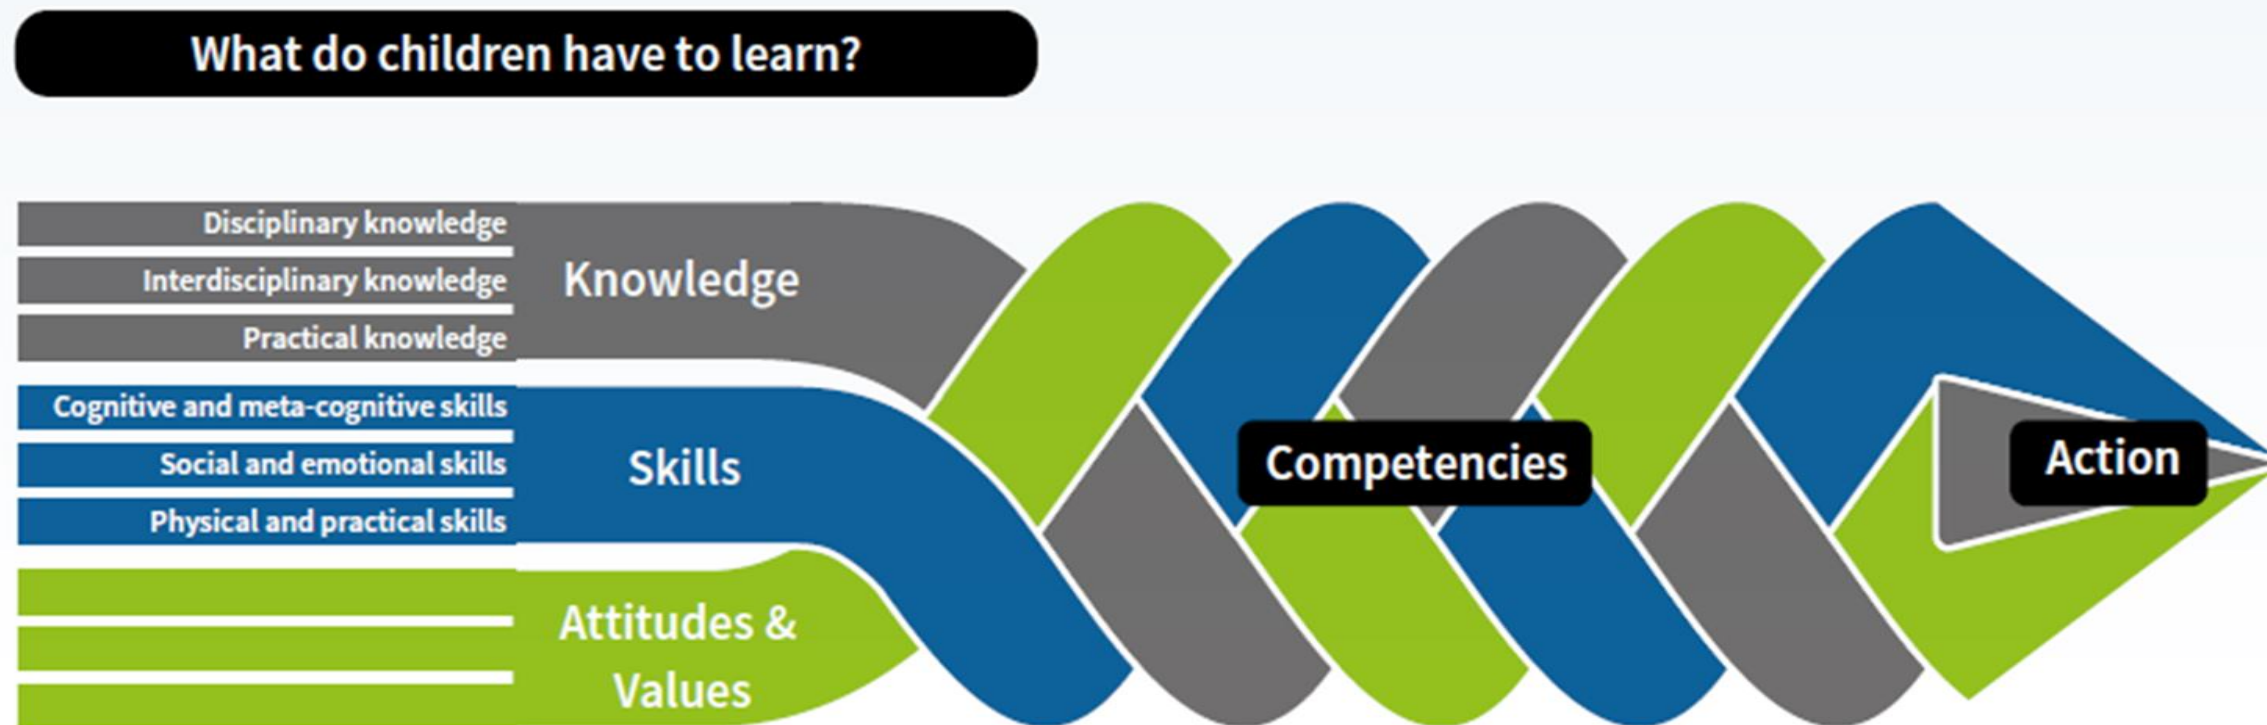 What do children have to learn?
Disciplinary knowledge
Interdisciplinary knowledge
Practical knowledge
Knowledge
Cognitive and meta-cognitive skills
Social and emotional skills
Physical and practical skills
Skills
Attitudes &
Values
Competencies
Action